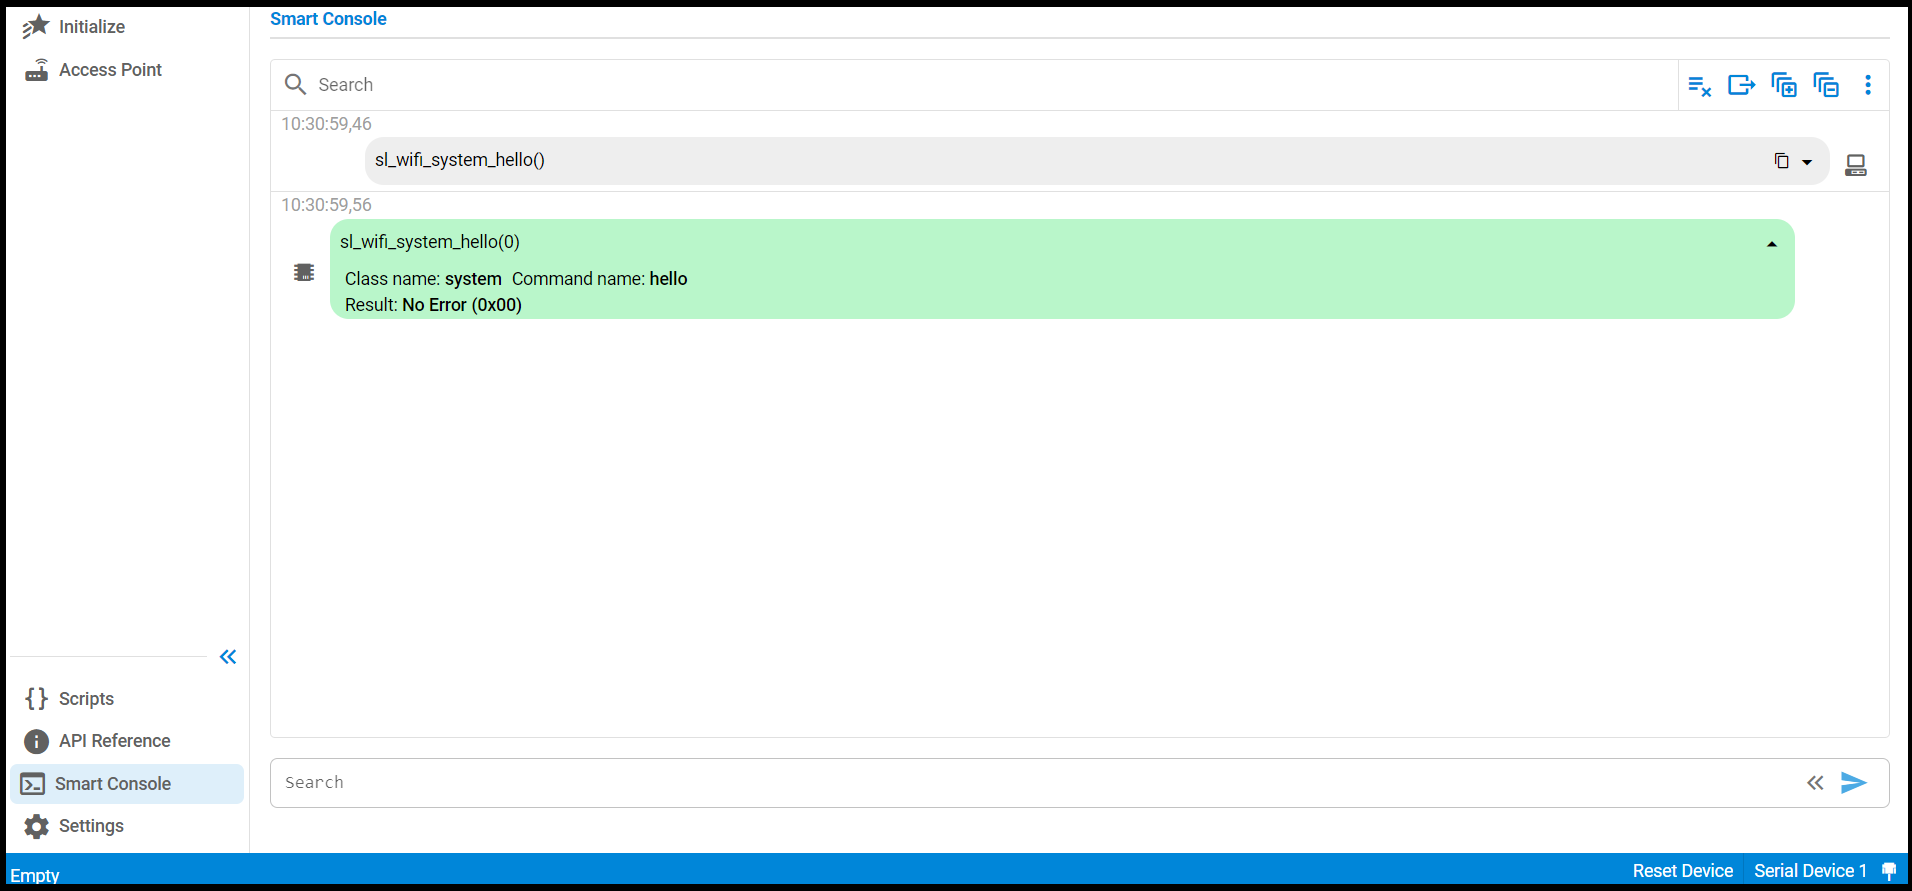 Initialize
Access Point
Smart Console
Search
10:30:59,46
sl_wifi_system_hello()
10:30:59,56
sl_wifi_system_hello(0)
Class name: system Command name: hello
Result: No Error (0x00)
Scripts
API Reference
Smart Console
Settings
Search
Empty
Reset Device
Serial Device 1